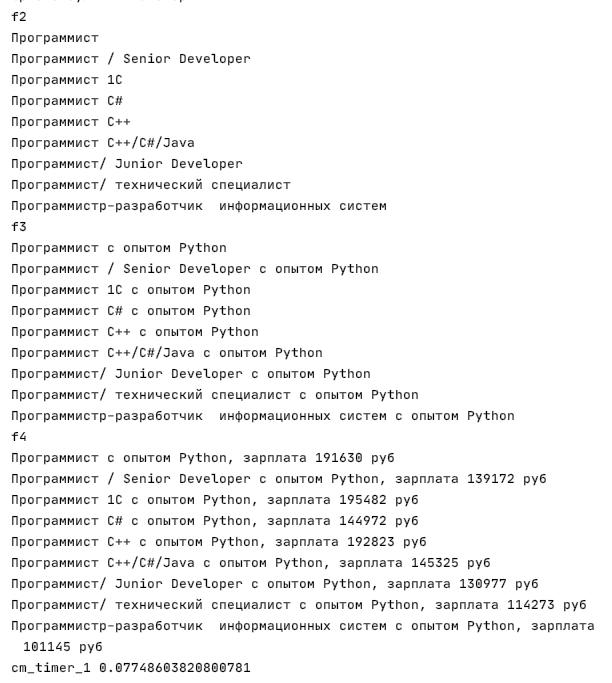 f2
Программист
Программист / Senior Developer
Программист 1С
Программист C#
Программист C++
Программист C++/C#/Java
Программист/ Junior Developer
Программист/ технический специалист
Программистр-разработчик  информационных систем
f3
Программист с опытом Python
Программист / Senior Developer с опытом Python
Программист 1С с опытом Python
Программист C# с опытом Python
Программист C++ с опытом Python
Программист C++/C#/Java с опытом Python
Программист/ Junior Developer с опытом Python
Программист/ технический специалист с опытом Python
Программистр-разработчик  информационных систем с опытом Python
f4
Программист с опытом Python, зарплата 191630 руб
Программист / Senior Developer с опытом Python, зарплата 139172 руб
Программист 1С с опытом Python, зарплата 195482 руб
Программист C# с опытом Python, зарплата 144972 руб
Программист C++ с опытом Python, зарплата 192823 руб
Программист C++/C#/Java с опытом Python, зарплата 145325 руб
Программист/ Junior Developer с опытом Python, зарплата 130977 руб
Программист/ технический специалист с опытом Python, зарплата 114273 руб
Программистр-разработчик  информационных систем с опытом Python, зарплата
101145 руб
cm_timer_1 0.07748603820800781